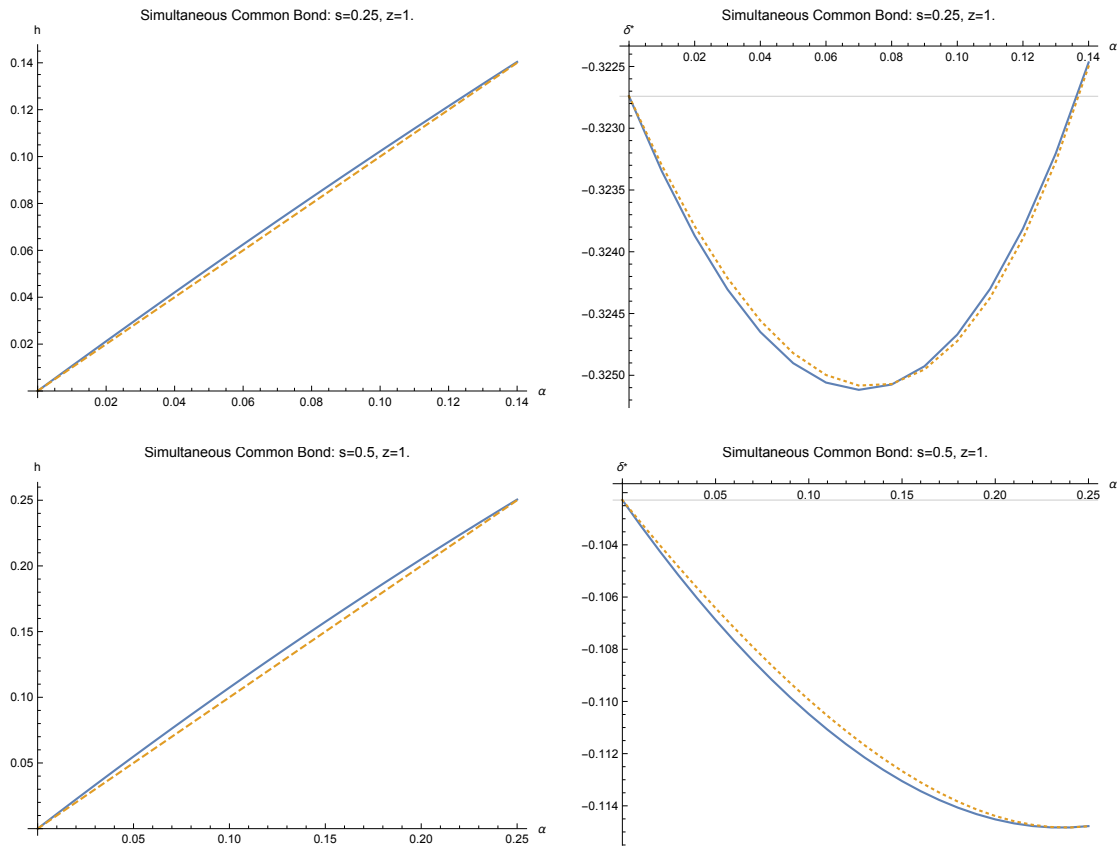 Simultaneous Common Bond: s=0.25, z=1.
h
0.14
0.12
0.10
0.08
0.06
0.04
0.02
0.02 0.04 0.06 0.08 0.10 0.12 0.14 α
Simultaneous Common Bond: s=0.25, z=1.
δ*
0.02 0.04 0.06 0.08 0.10 0.12 0.14 α
-0.3225
-0.3230
-0.3235
-0.3240
-0.3245
-0.3250
Simultaneous Common Bond: s=0.5, z=1.
h
0.25
0.20
0.15
0.10
0.05
0.05 0.10 0.15 0.20 0.25 α
Simultaneous Common Bond: s=0.5, z=1.
δ*
0.05 0.10 0.15 0.20 0.25 α
-0.104
-0.106
-0.108
-0.110
-0.112
-0.114